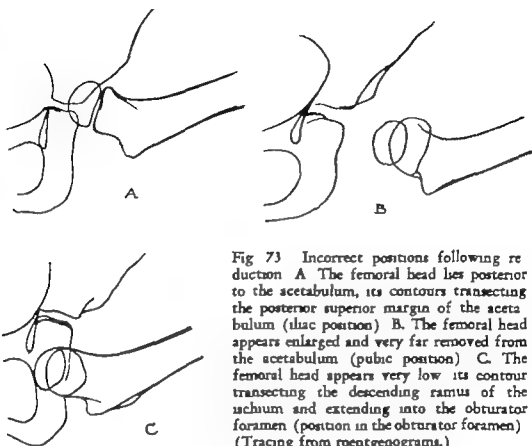 A
B
C
Fig 73 Incorrect positions following re
duction A The femoral head lies posterior
to the acetabulum, its contours transecting
the posterior superior margin of the aceta
bulum (iliac position) B. The femoral head
appears enlarged and very far removed from
the acetabulum (pubic position) C. The
femoral head appears very low its contour
transecting the descending ramus of the
ischium and extending into the obturator
foramen (position in the obturator foramen)
(Tracing from roentgenograms.)